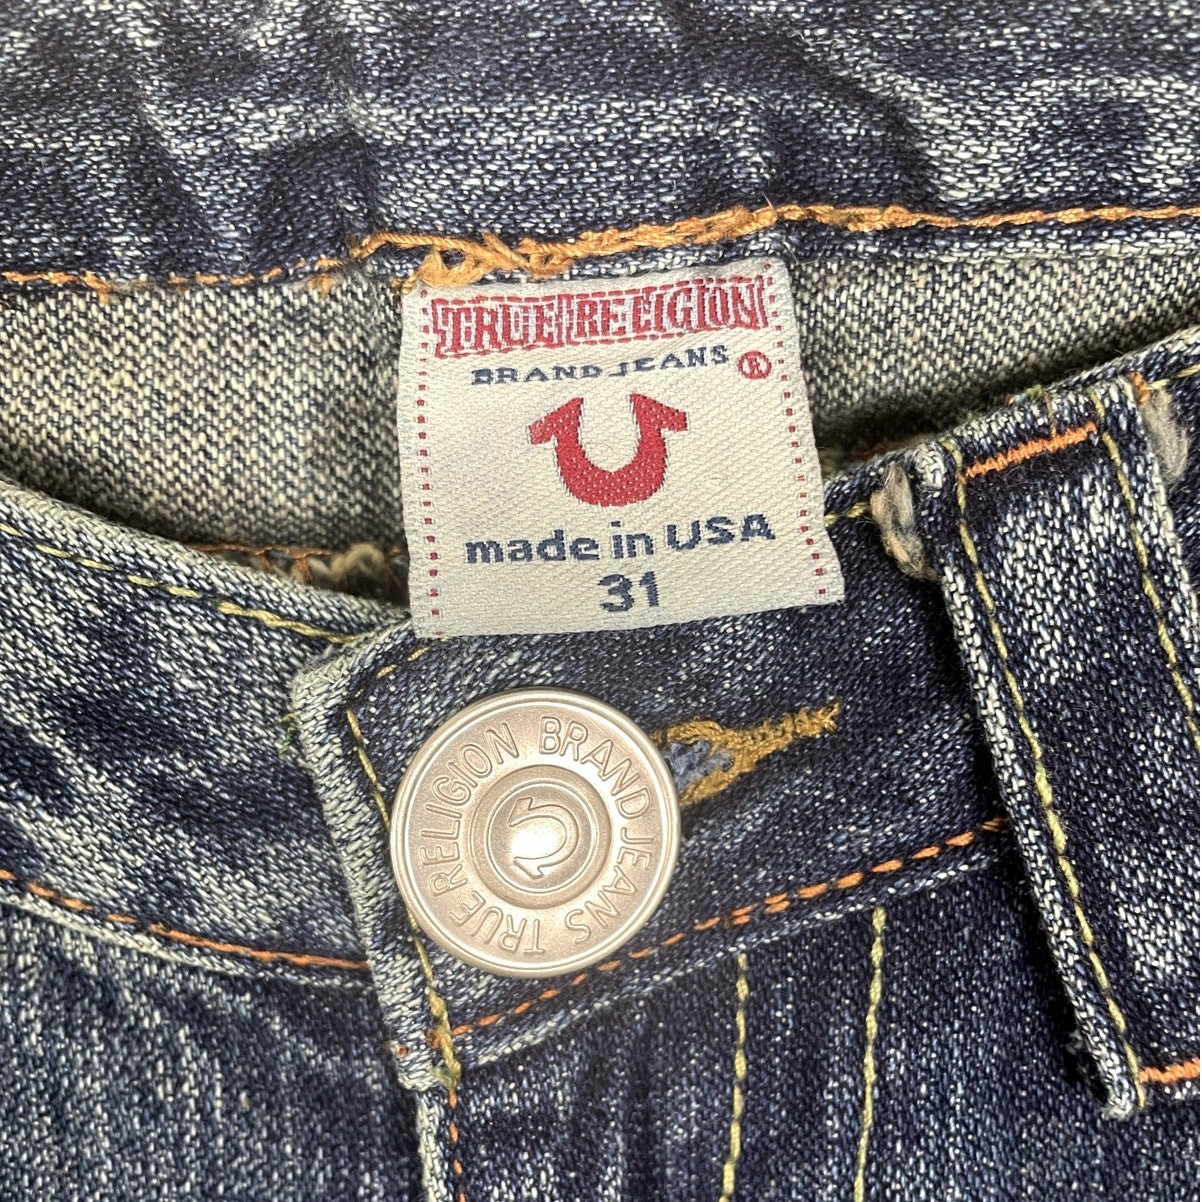 TRUE RELIGION
BRAND JEANS ®
made in USA
31
TRUE RELIGION BRAND JEANS